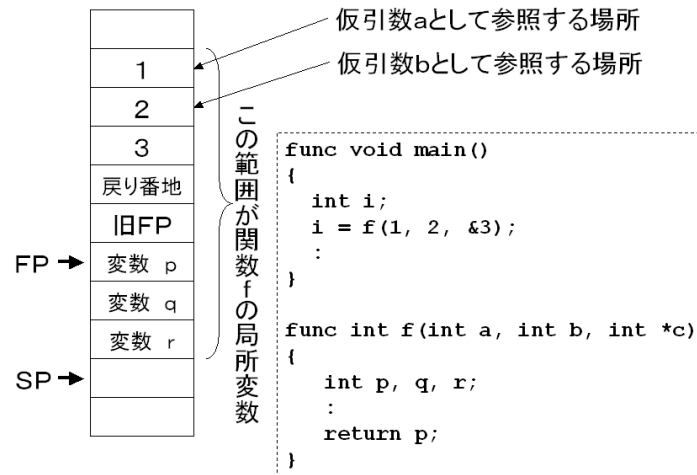 仮引数aとして参照する場所
仮引数bとして参照する場所
1
2
3
戻り番地
旧FP
FP
変数 p
変数 q
変数 r
SP
この範囲が関数fの局所変数
func void main()
{
int i;
i = f(1, 2, &3);
:
}
func int f(int a, int b, int *c)
{
int p, q, r;
:
return p;
}